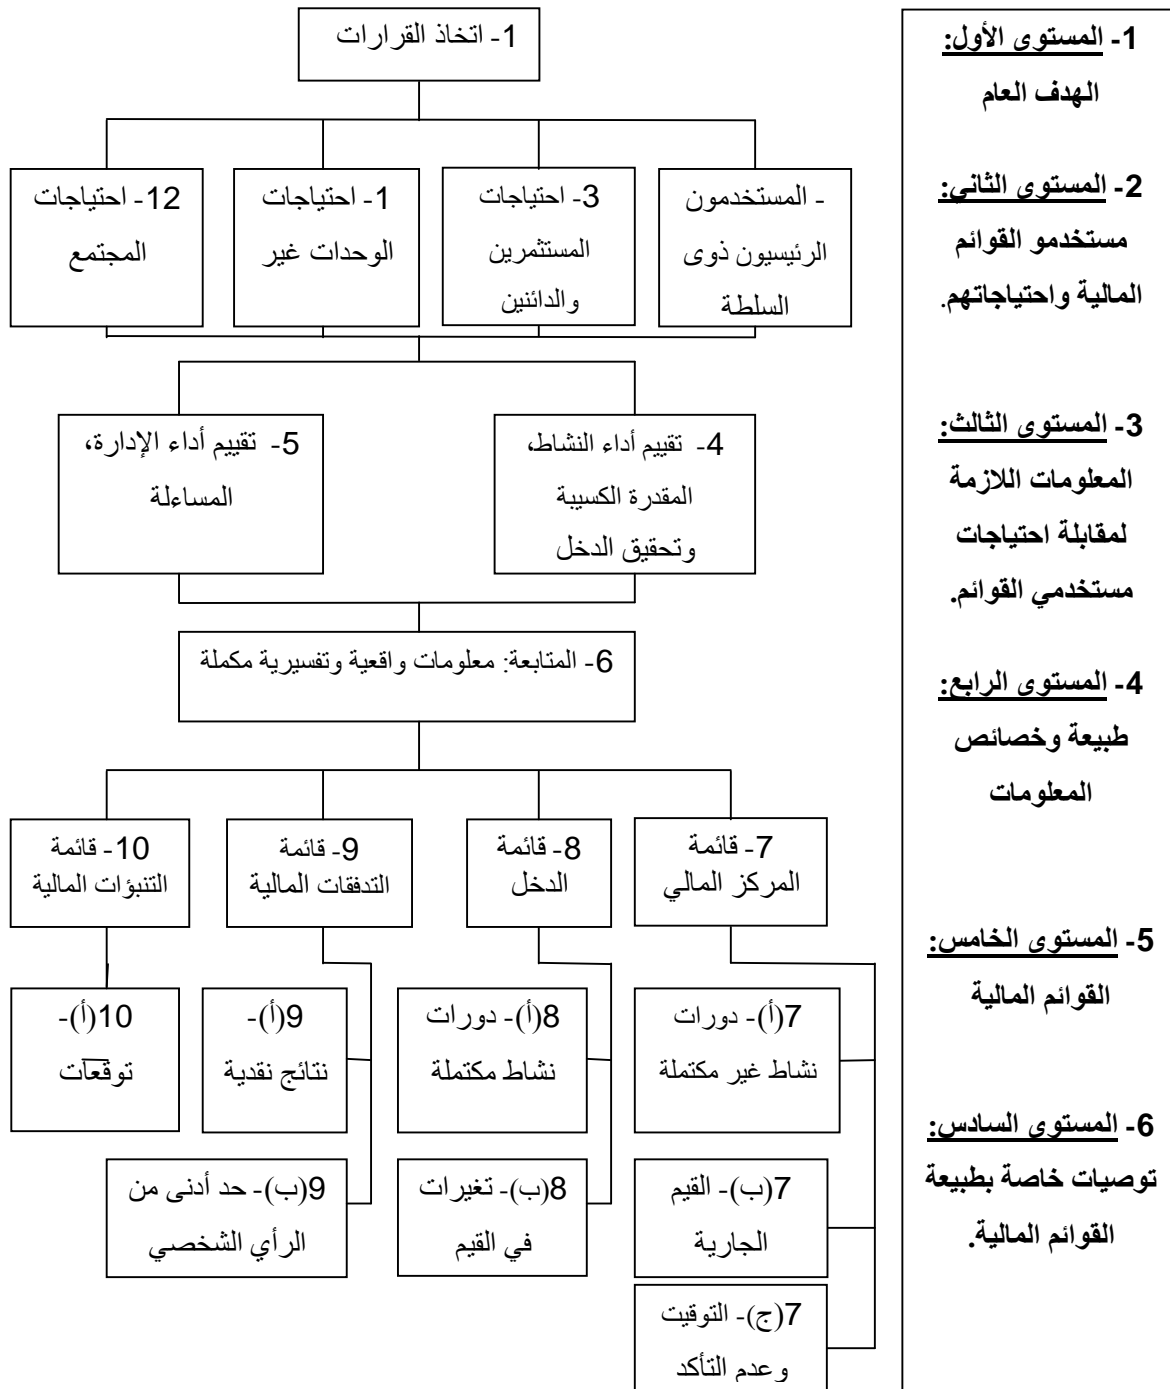 1- اتخاذ القرارات
- المستخدمون
الرئيسيون ذوى
السلطة
3- احتياجات
المستثمرين
والدائنين
1- احتياجات
الوحدات غير
12- احتياجات
المجتمع
4- تقييم أداء النشاط،
المقدرة الكسيبة
وتحقيق الدخل
5- تقييم أداء الإدارة،
المساءلة
6- المتابعة: معلومات واقعية وتفسيرية مكملة
7- قائمة
المركز المالي
8- قائمة
الدخل
9- قائمة
التدفقات المالية
10- قائمة
التنبؤات المالية
7(أ)- دورات
نشاط غير مكتملة
8(أ)- دورات
نشاط مكتملة
9(أ)-
نتائج نقدية
10(أ)-
توقعات
7(ب)- القيم
الجارية
8(ب)- تغيرات
في القيم
9(ب)- حد أدنى من
الرأي الشخصي
7(ج)- التوقيت
وعدم التأكد
1- المستوى الأول:
الهدف العام
2- المستوى الثاني:
مستخدمو القوائم
المالية واحتياجاتهم.
3- المستوى الثالث:
المعلومات اللازمة
لمقابلة احتياجات
مستخدمي القوائم.
4- المستوى الرابع:
طبيعة وخصائص
المعلومات
5- المستوى الخامس:
القوائم المالية
6- المستوى السادس:
توصيات خاصة بطبيعة
القوائم المالية.